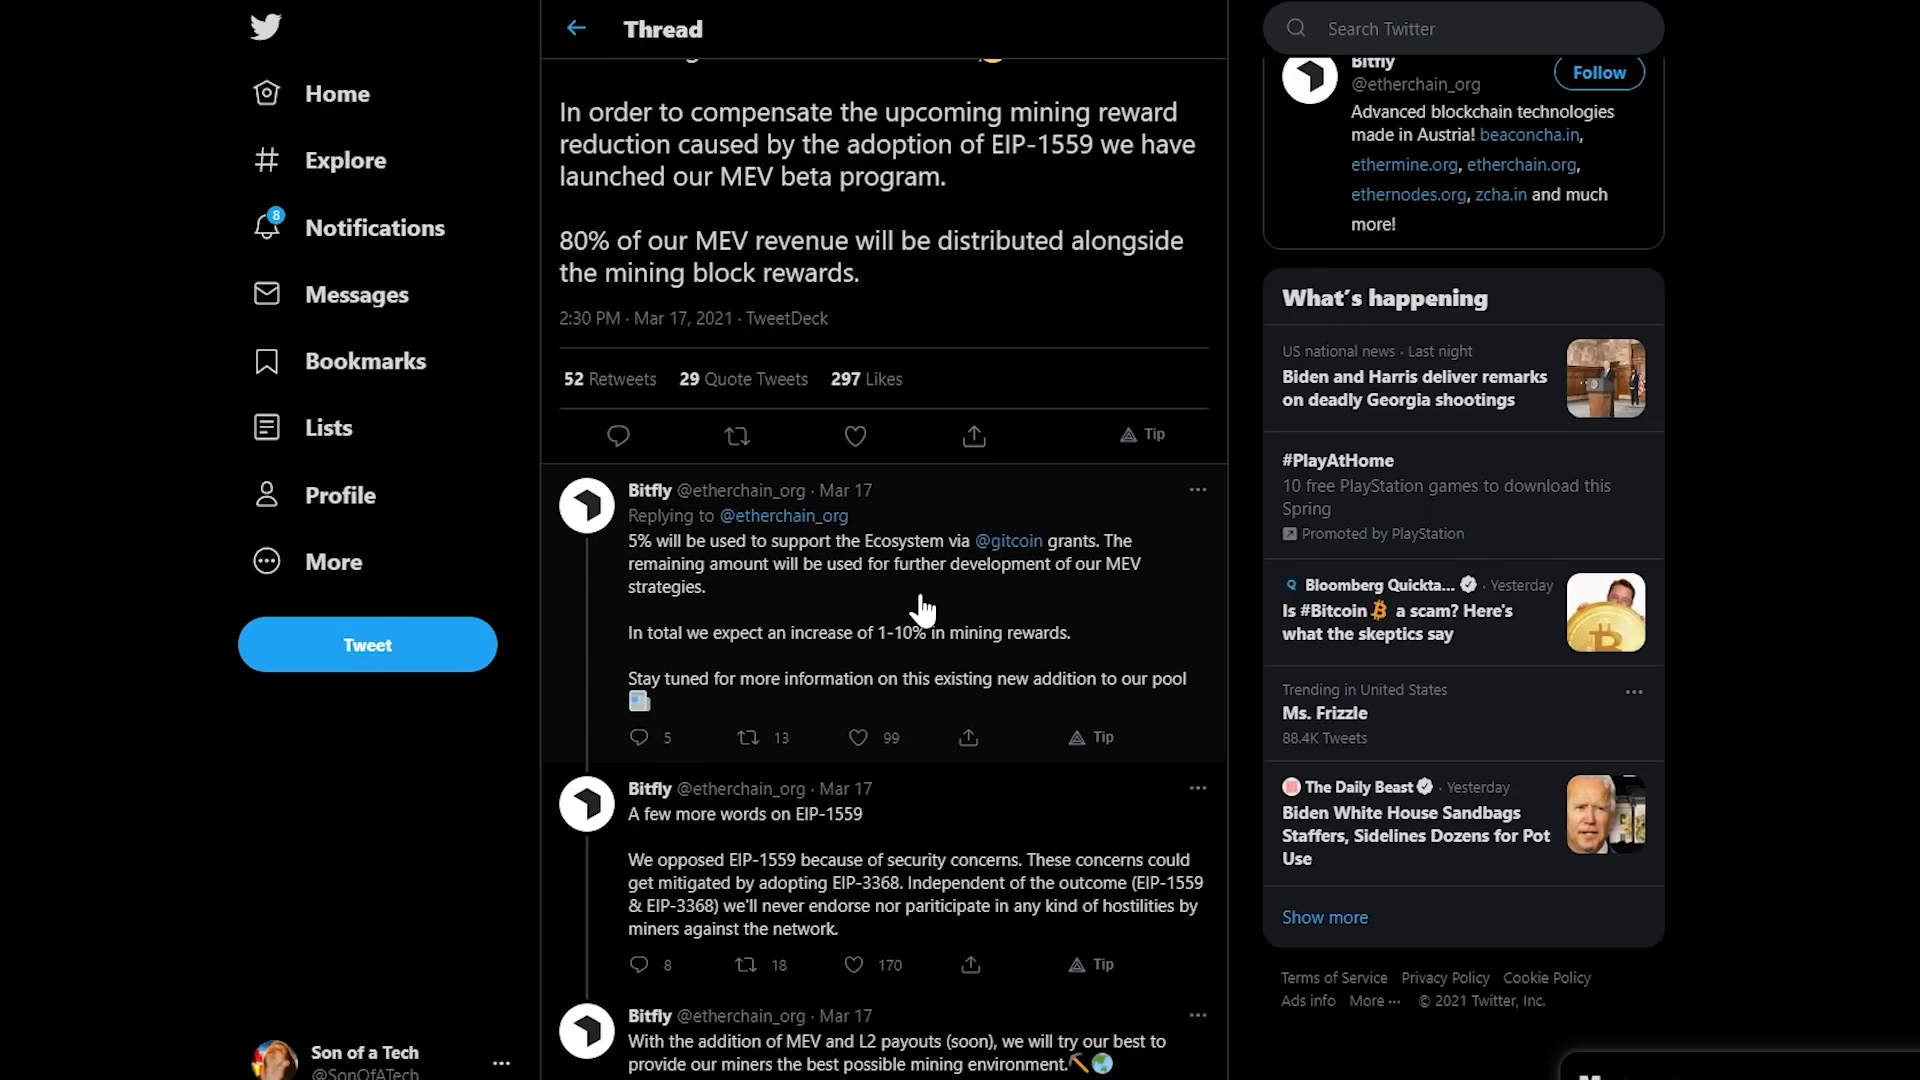 Home
Explore
8
Notifications
Messages
Bookmarks
Lists
Profile
More
Tweet
Son of a Tech
@SonOfATech
Thread
In order to compensate the upcoming mining reward
reduction caused by the adoption of EIP-1559 we have
launched our MEV beta program.
80% of our MEV revenue will be distributed alongside
the mining block rewards.
2:30 PM · Mar 17, 2021 · TweetDeck
52 Retweets 29 Quote Tweets 297 Likes
Tip
Bitfly @etherchain_org · Mar 17
Replying to @etherchain_org
5% will be used to support the Ecosystem via @gitcoin grants. The
remaining amount will be used for further development of our MEV
strategies.
In total we expect an increase of 1-10% in mining rewards.
Stay tuned for more information on this existing new addition to our pool
5 13 99 Tip
Bitfly @etherchain_org · Mar 17
A few more words on EIP-1559
We opposed EIP-1559 because of security concerns. These concerns could
get mitigated by adopting EIP-3368. Independent of the outcome (EIP-1559
& EIP-3368) we'll never endorse nor pariticipate in any kind of hostilities by
miners against the network.
8 18 170 Tip
Bitfly @etherchain_org · Mar 17
With the addition of MEV and L2 payouts (soon), we will try our best to
provide our miners the best possible mining environment.
Search Twitter
Bitfly
@etherchain_org
Follow
Advanced blockchain technologies
made in Austria! beaconcha.in,
ethermine.org, etherchain.org,
ethernodes.org, zcha.in and much
more!
What's happening
US national news · Last night
Biden and Harris deliver remarks
on deadly Georgia shootings
#PlayAtHome
10 free PlayStation games to download this
Spring
Promoted by PlayStation
Bloomberg Quickta... · Yesterday
Is #Bitcoin a scam? Here's
what the skeptics say
Trending in United States
Ms. Frizzle
88.4K Tweets
The Daily Beast · Yesterday
Biden White House Sandbags
Staffers, Sidelines Dozens for Pot
Use
Show more
Terms of Service Privacy Policy Cookie Policy
Ads info More ··· © 2021 Twitter, Inc.